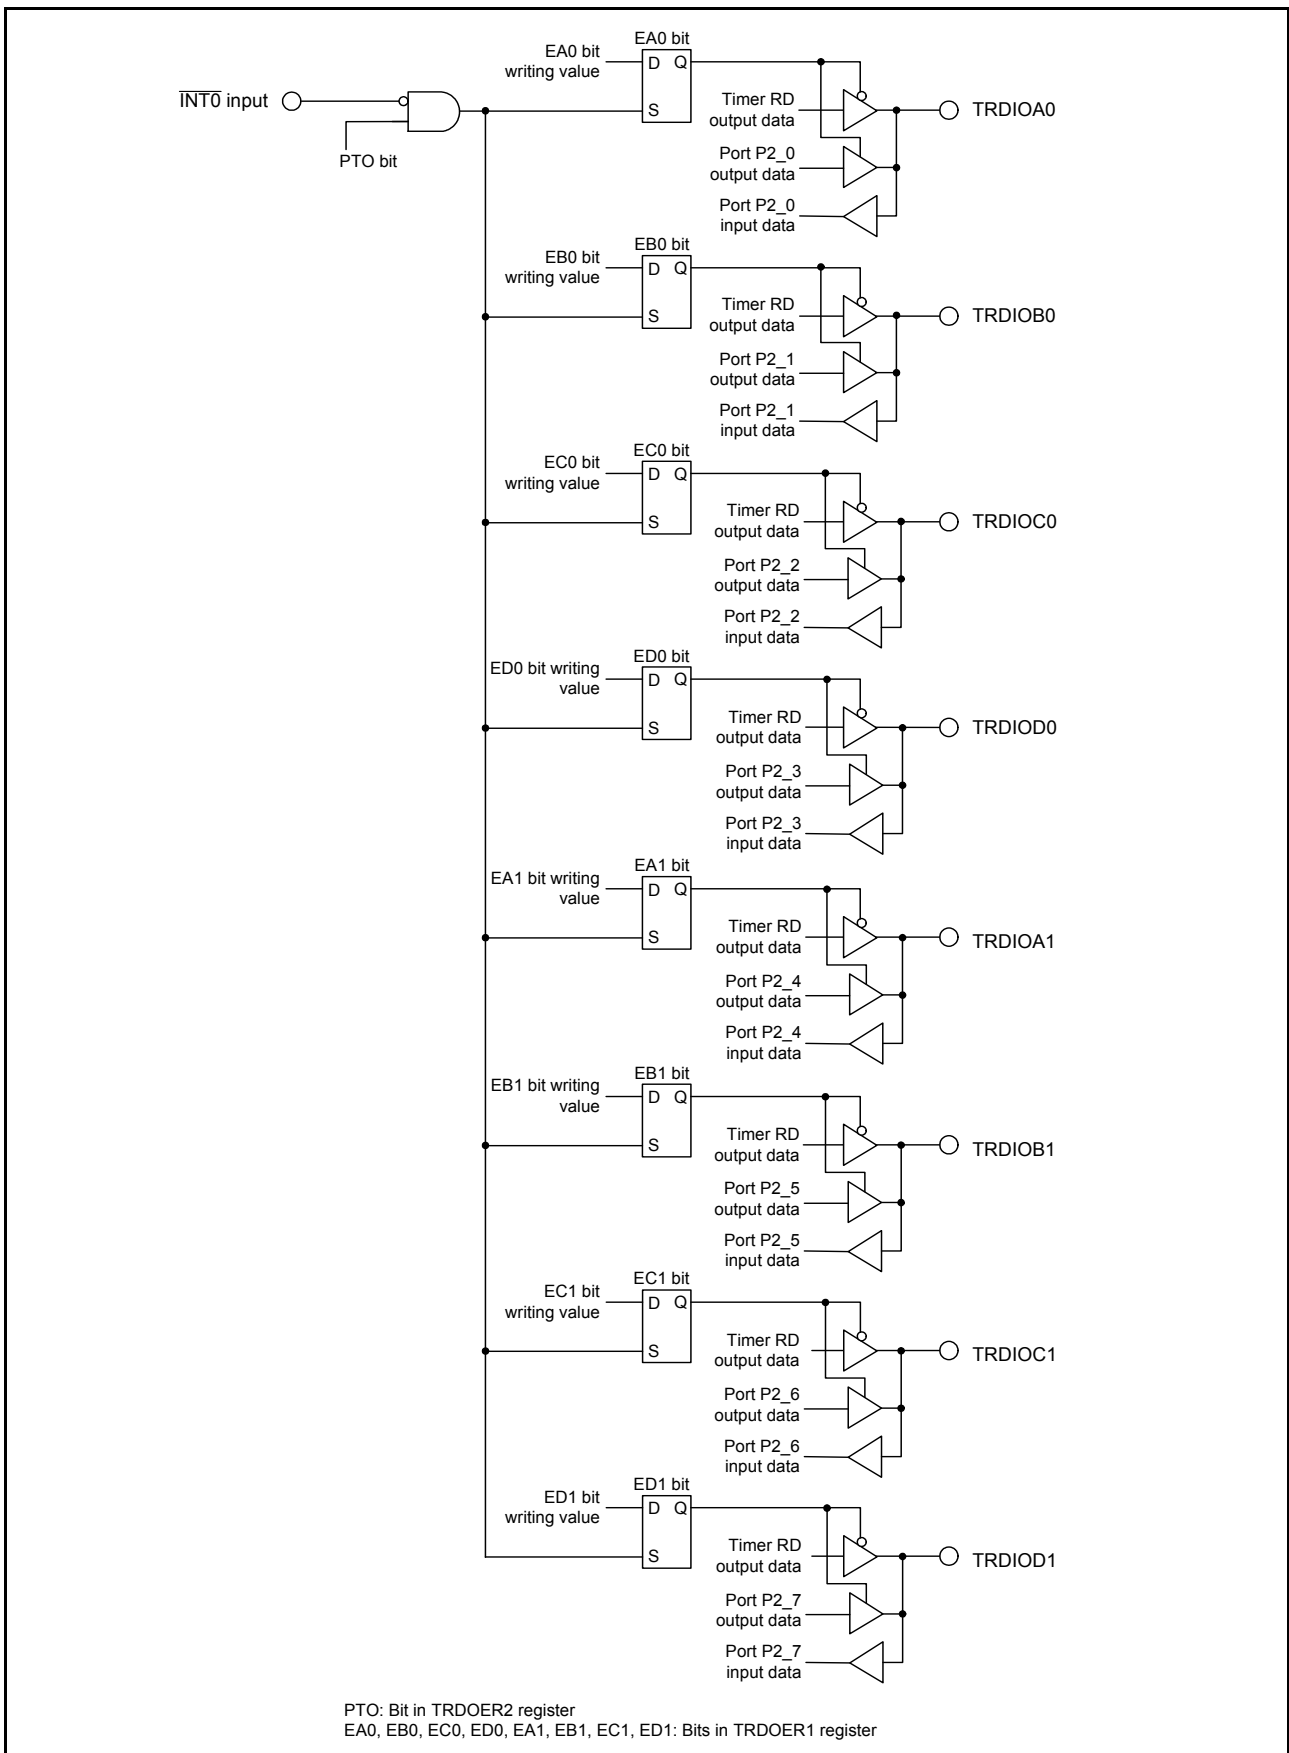 EA0 bit
EA0 bit
writing value
D Q
S
INT0 input
PTO bit
Timer RD
output data
TRDIOA0
Port P2_0
output data
Port P2_0
input data
EB0 bit
EB0 bit
writing value
D Q
S
Timer RD
output data
TRDIOB0
Port P2_1
output data
Port P2_1
input data
EC0 bit
EC0 bit
writing value
D Q
S
Timer RD
output data
TRDIOC0
Port P2_2
output data
Port P2_2
input data
ED0 bit
ED0 bit writing
value
D Q
S
Timer RD
output data
TRDIOD0
Port P2_3
output data
Port P2_3
input data
EA1 bit
EA1 bit writing
value
D Q
S
Timer RD
output data
TRDIOA1
Port P2_4
output data
Port P2_4
input data
EB1 bit
EB1 bit writing
value
D Q
S
Timer RD
output data
TRDIOB1
Port P2_5
output data
Port P2_5
input data
EC1 bit
EC1 bit
writing value
D Q
S
Timer RD
output data
TRDIOC1
Port P2_6
output data
Port P2_6
input data
ED1 bit
ED1 bit
writing value
D Q
S
Timer RD
output data
TRDIOD1
Port P2_7
output data
Port P2_7
input data
PTO: Bit in TRDOER2 register
EA0, EB0, EC0, ED0, EA1, EB1, EC1, ED1: Bits in TRDOER1 register